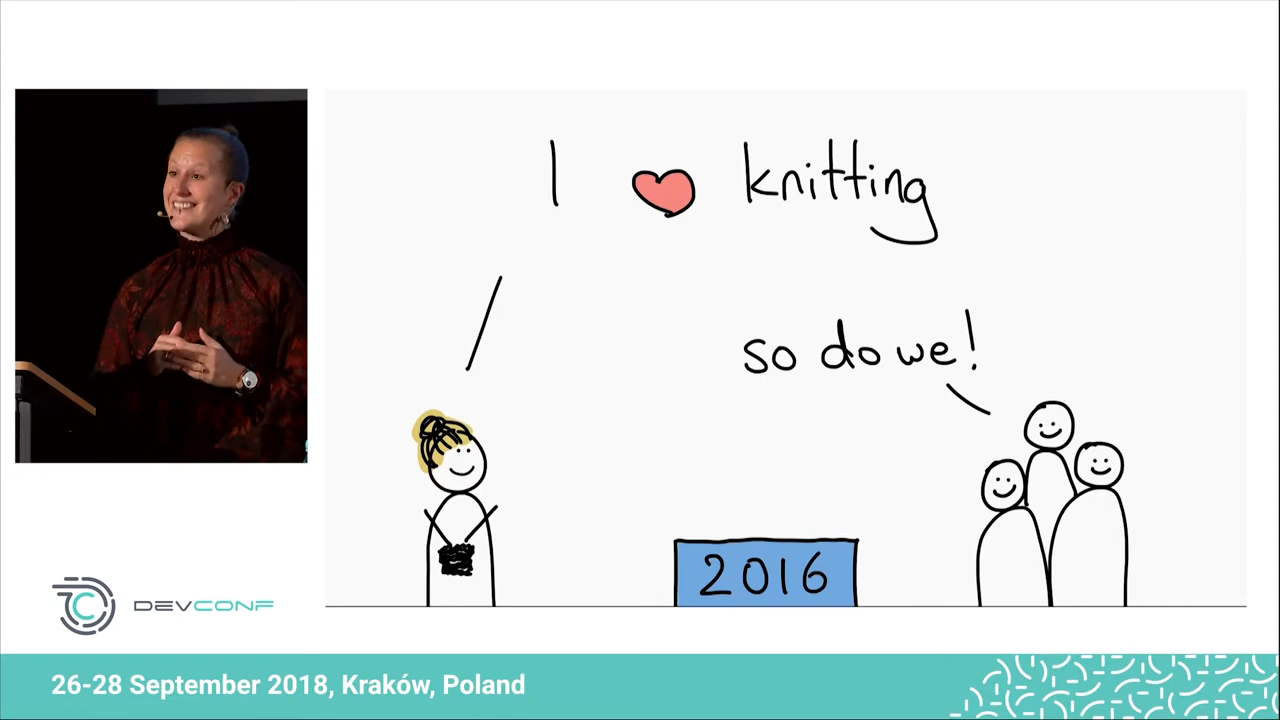 I ❤ knitting
so do we!
2016
DEVCONF
26-28 September 2018, Kraków, Poland